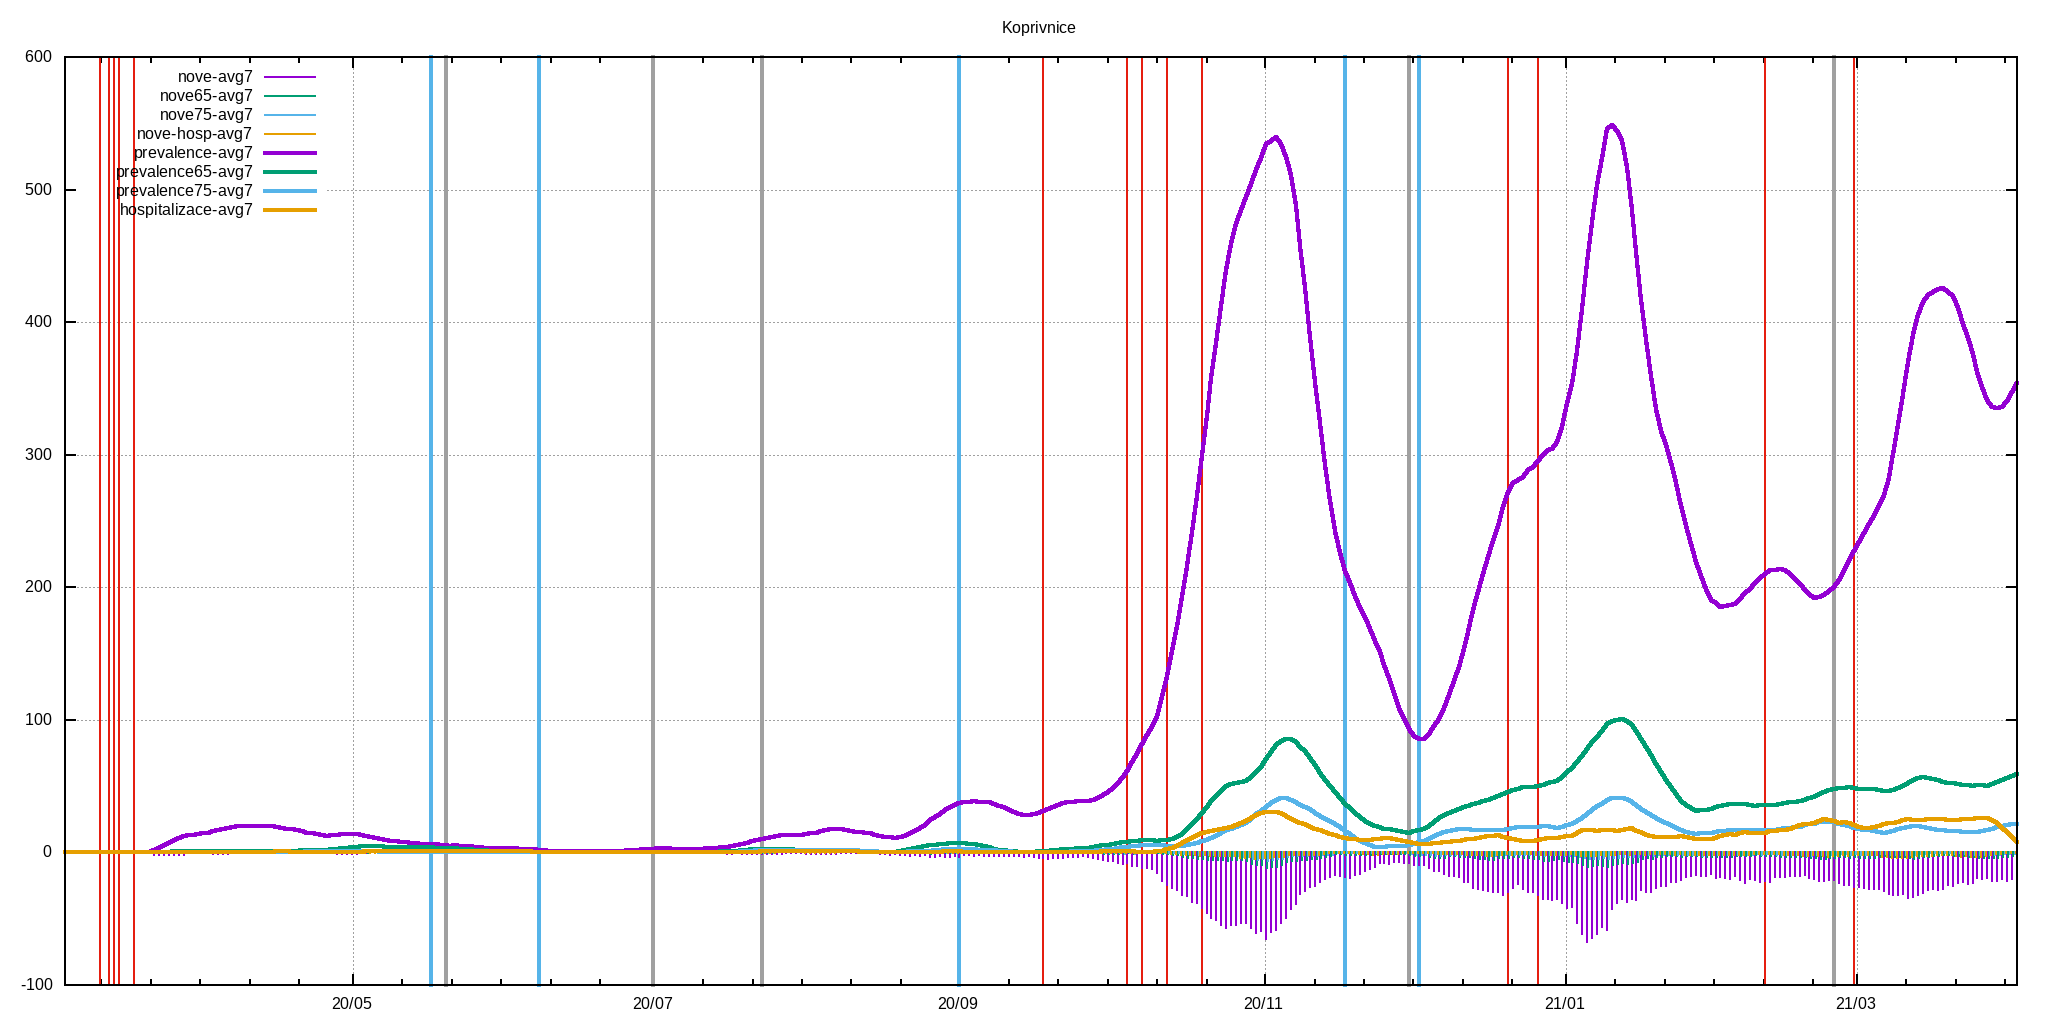 Koprivnice
600
500
400
300
200
100
0
-100
nove-avg7
nove65-avg7
nove75-avg7
nove-hosp-avg7
prevalence-avg7
prevalence65-avg7
prevalence75-avg7
hospitalizace-avg7
20/05 20/07 20/09 20/11 21/01 21/03